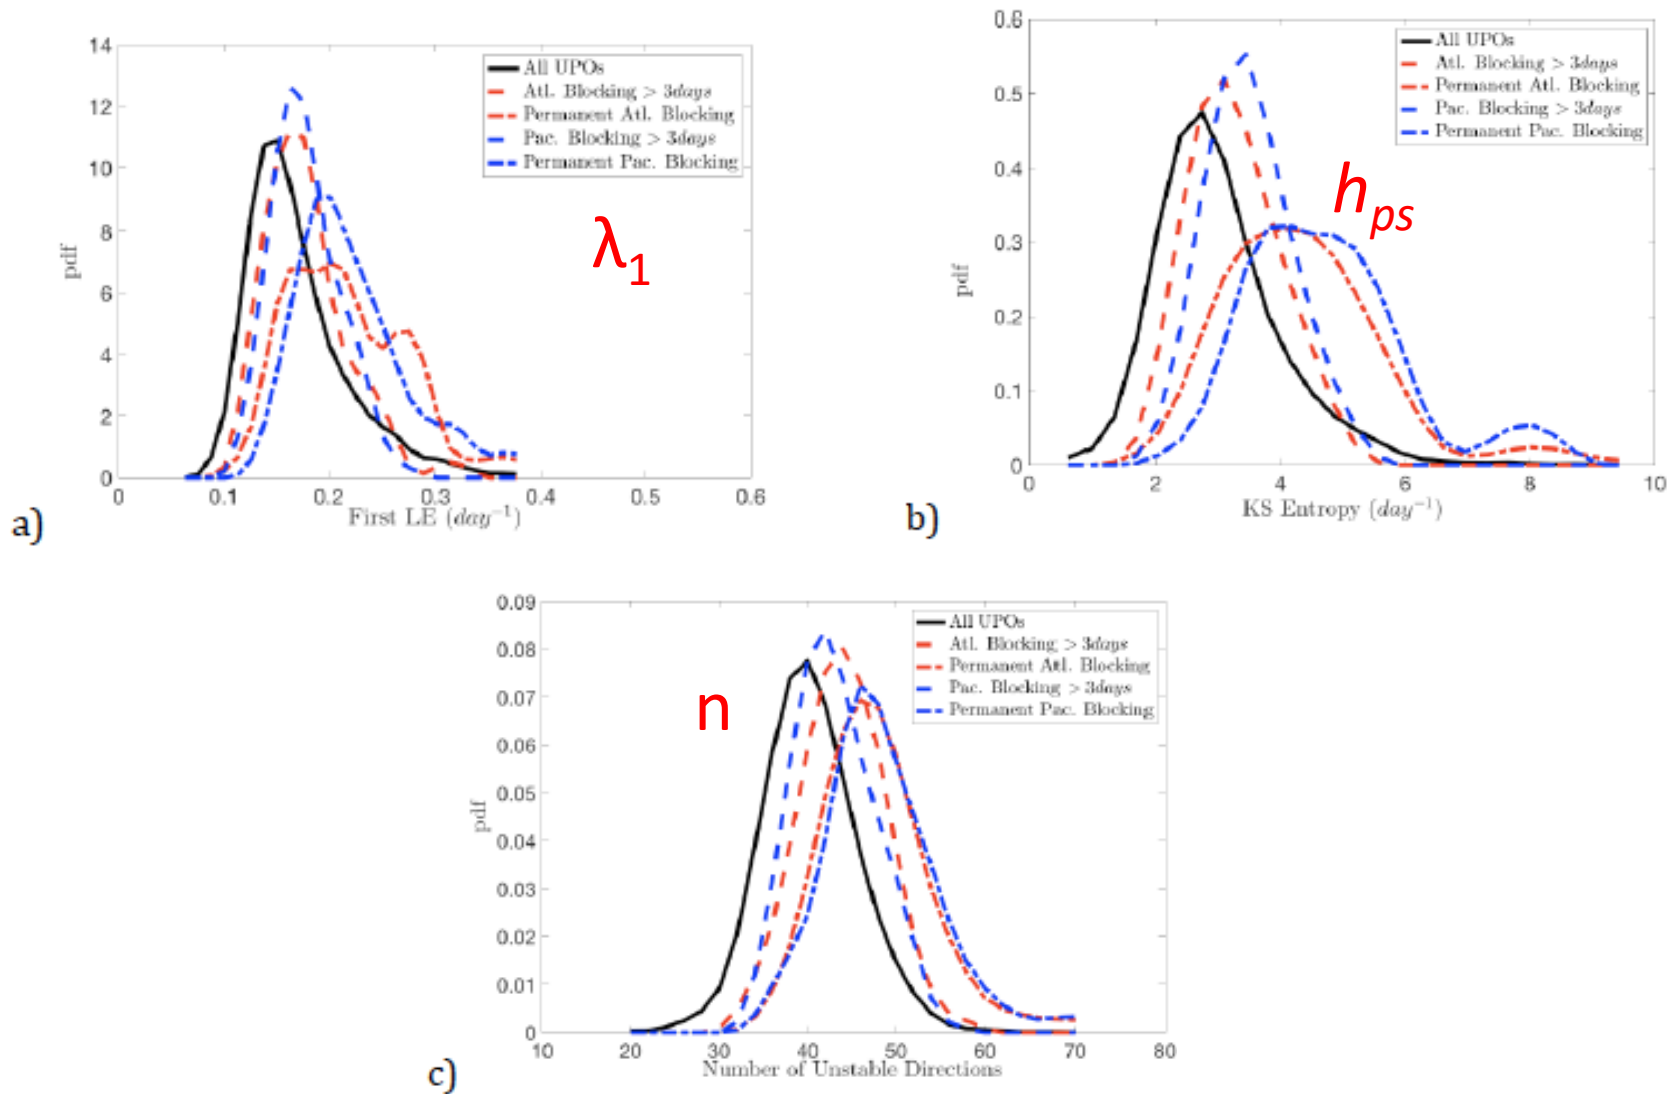 14
12
10
8
6
4
2
0
pdf
All UPOs
Atl. Blocking > 3days
Permanent Atl. Blocking
Pac. Blocking > 3days
Permanent Pac. Blocking
λ1
0 0.1 0.2 0.3 0.4 0.5 0.6
First LE (day⁻¹)
a)
0.6
0.5
0.4
0.3
0.2
0.1
0
pdf
All UPOs
Atl. Blocking > 3days
Permanent Atl. Blocking
Pac. Blocking > 3days
Permanent Pac. Blocking
hps
0 2 4 6 8 10
KS Entropy (day⁻¹)
b)
0.09
0.08
0.07
0.06
0.05
0.04
0.03
0.02
0.01
0
pdf
All UPOs
Atl. Blocking > 3days
Permanent Atl. Blocking
Pac. Blocking > 3days
Permanent Pac. Blocking
n
10 20 30 40 50 60 70 80
Number of Unstable Directions
c)